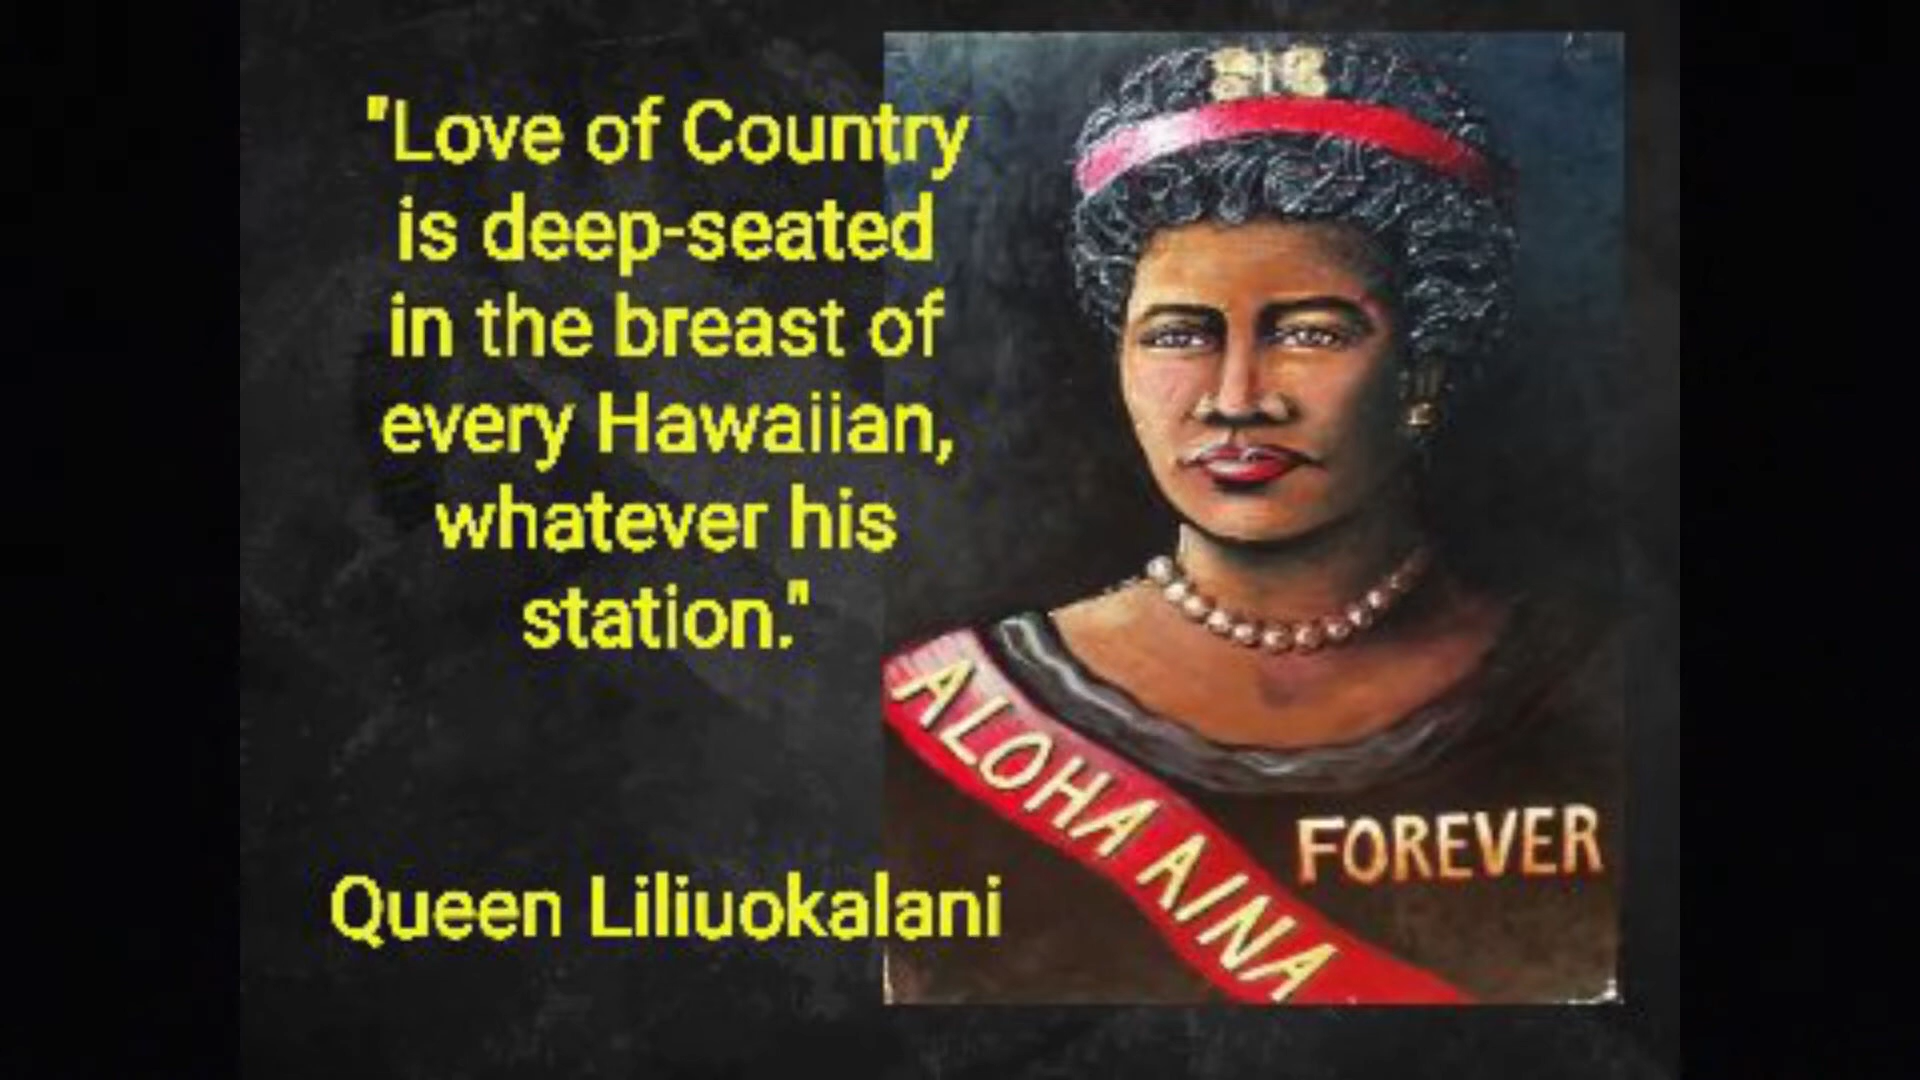 "Love of Country
is deep-seated
in the breast of
every Hawaiian,
whatever his
station."
Queen Liliuokalani
ALOHA AINA
FOREVER